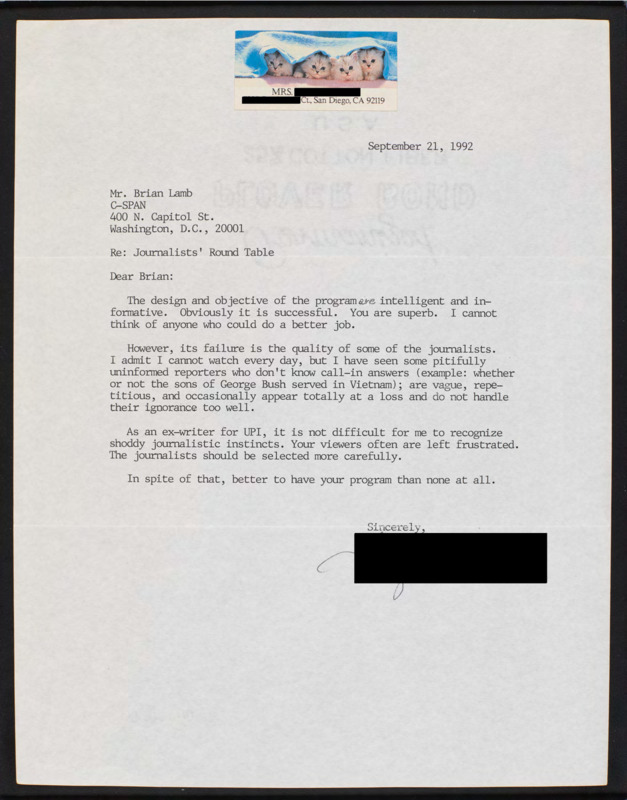 MRS.
Ct., San Diego, CA 92119
September 21, 1992
Mr. Brian Lamb
C-SPAN
400 N. Capitol St.
Washington, D.C., 20001
Re: Journalists' Round Table
Dear Brian:
The design and objective of the program are intelligent and in-
formative. Obviously it is successful. You are superb. I cannot
think of anyone who could do a better job.
However, its failure is the quality of some of the journalists.
I admit I cannot watch every day, but I have seen some pitifully
uninformed reporters who don't know call-in answers (example: whether
or not the sons of George Bush served in Vietnam); are vague, repe-
titious, and occasionally appear totally at a loss and do not handle
their ignorance too well.
As an ex-writer for UPI, it is not difficult for me to recognize
shoddy journalistic instincts. Your viewers often are left frustrated.
The journalists should be selected more carefully.
In spite of that, better to have your program than none at all.
Sincerely,